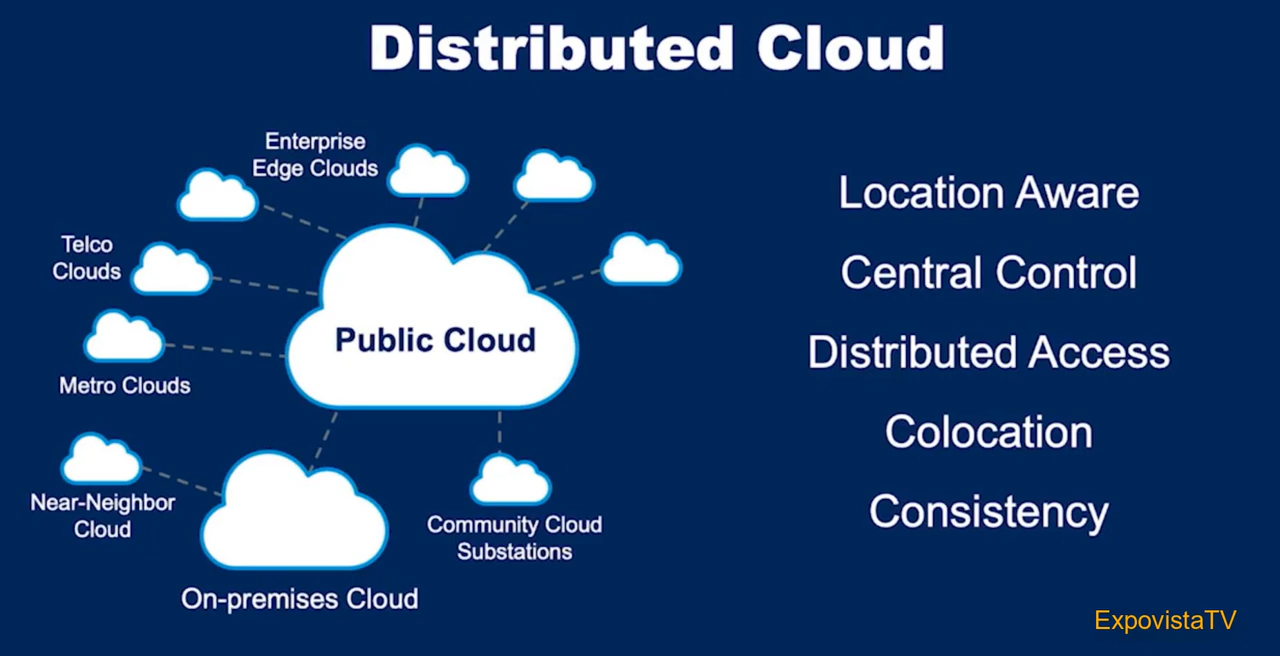 Distributed Cloud
Enterprise
Edge Clouds
Telco
Clouds
Public Cloud
Metro Clouds
Near-Neighbor
Cloud
Community Cloud
Substations
On-premises Cloud
Location Aware
Central Control
Distributed Access
Colocation
Consistency
ExpovistaTV